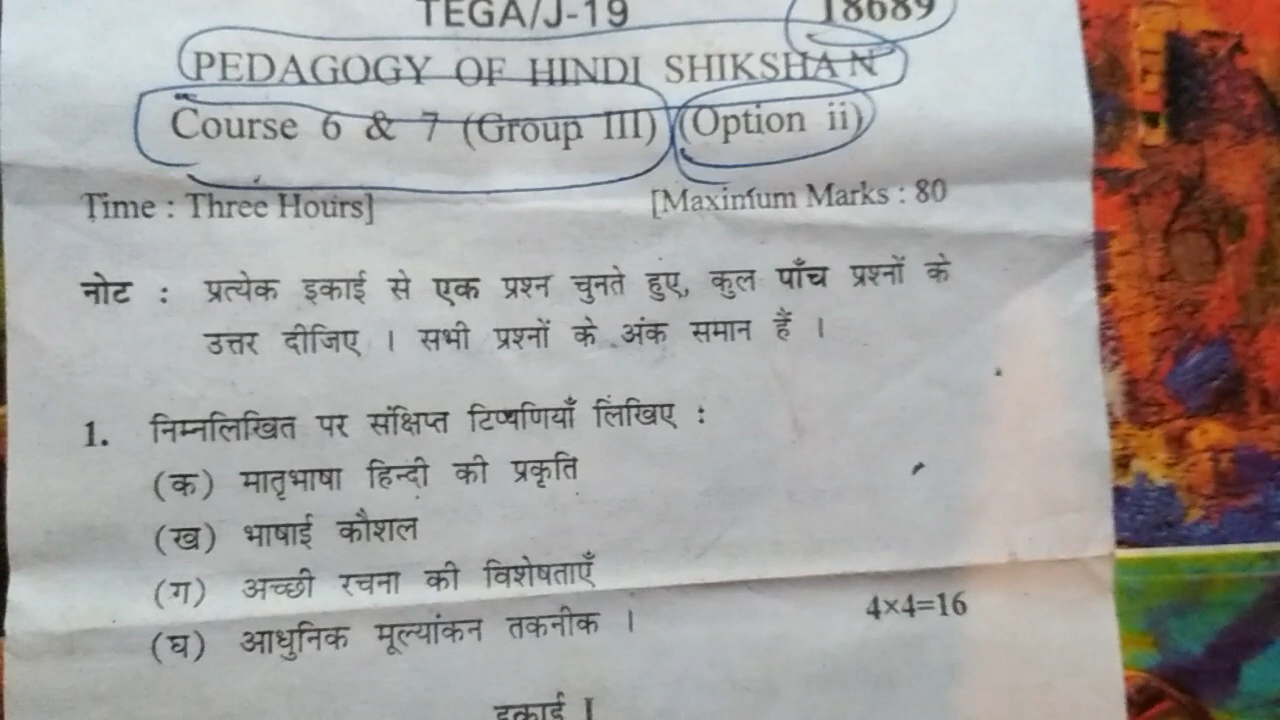 TEGA/J-19 18689
PEDAGOGY OF HINDI SHIKSHAN
Course 6 & 7 (Group III) (Option ii)
Time : Three Hours] [Maximum Marks : 80
नोट : प्रत्येक इकाई से एक प्रश्न चुनते हुए, कुल पाँच प्रश्नों के
उत्तर दीजिए । सभी प्रश्नों के अंक समान हैं ।
1. निम्नलिखित पर संक्षिप्त टिप्पणियाँ लिखिए :
(क) मातृभाषा हिन्दी की प्रकृति
(ख) भाषाई कौशल
(ग) अच्छी रचना की विशेषताएँ
(घ) आधुनिक मूल्यांकन तकनीक । 4×4=16
इकाई I